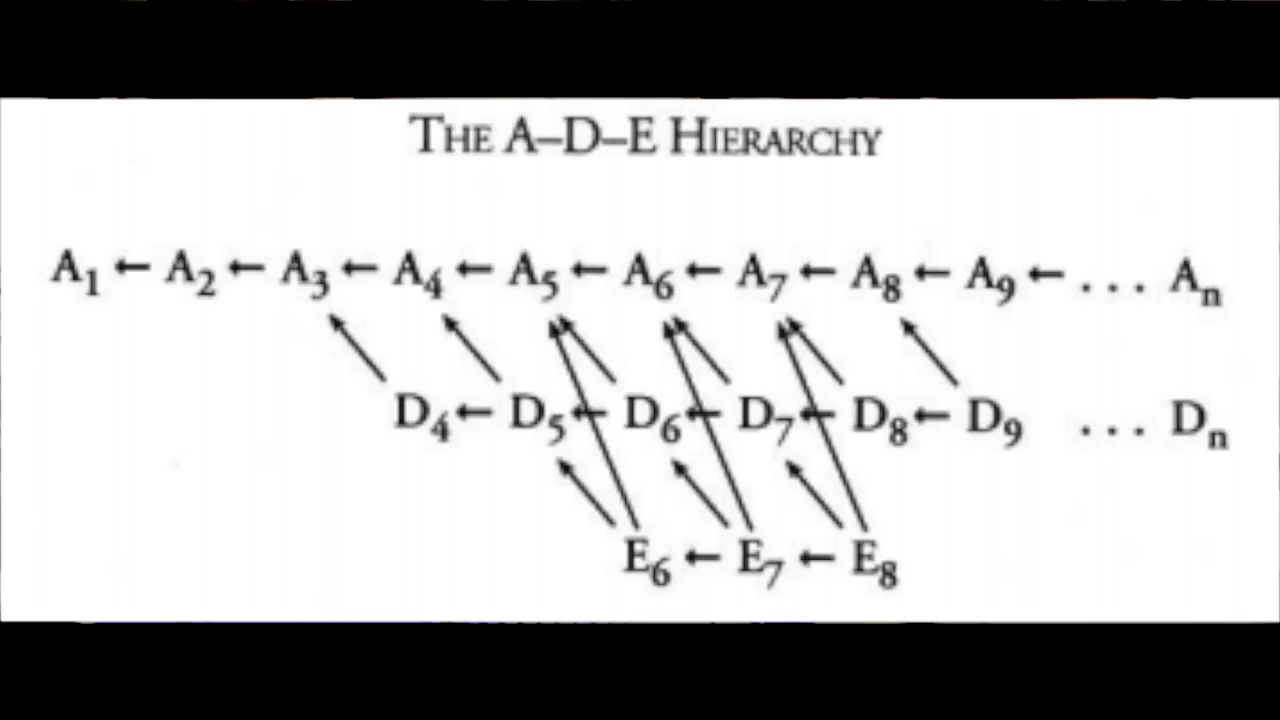 THE A–D–E HIERARCHY
A₁ ← A₂ ← A₃ ← A₄ ← A₅ ← A₆ ← A₇ ← A₈ ← A₉ ← ... Aₙ
D₄ ← D₅ ← D₆ ← D₇ ← D₈ ← D₉ ... Dₙ
E₆ ← E₇ ← E₈